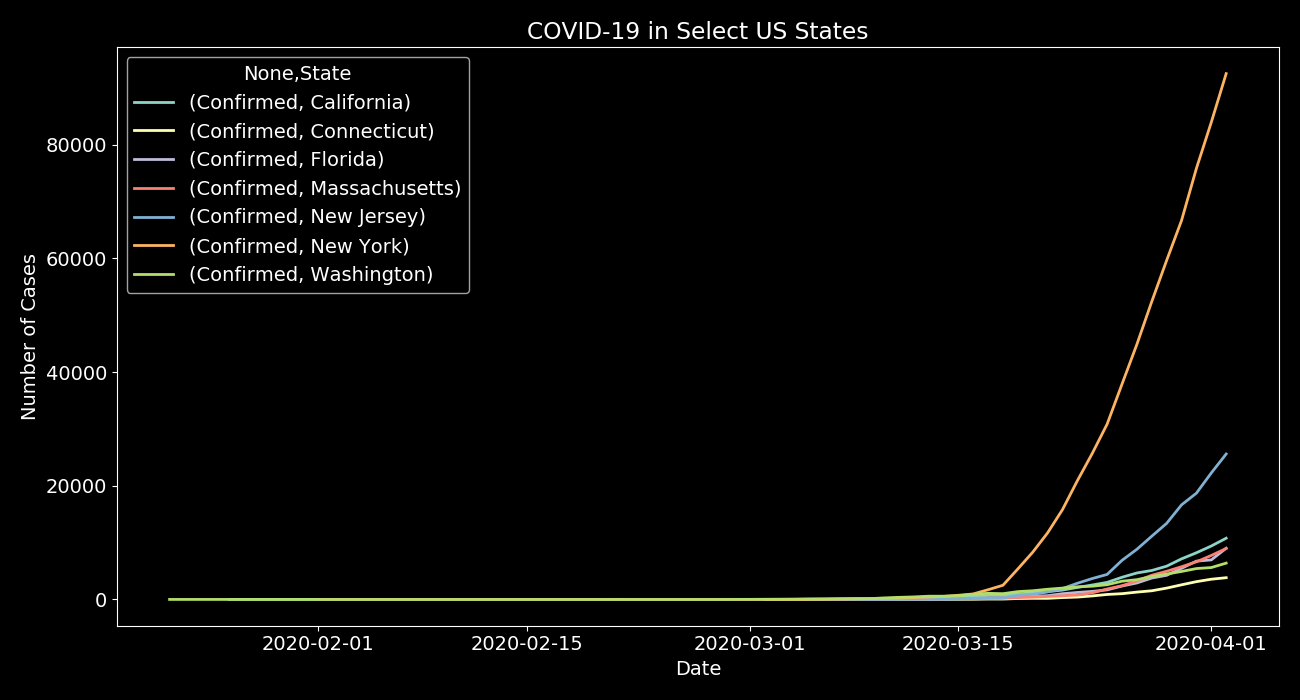 COVID-19 in Select US States
None,State
(Confirmed, California)
(Confirmed, Connecticut)
(Confirmed, Florida)
(Confirmed, Massachusetts)
(Confirmed, New Jersey)
(Confirmed, New York)
(Confirmed, Washington)
Number of Cases
80000
60000
40000
20000
0
2020-02-01
2020-02-15
2020-03-01
2020-03-15
2020-04-01
Date